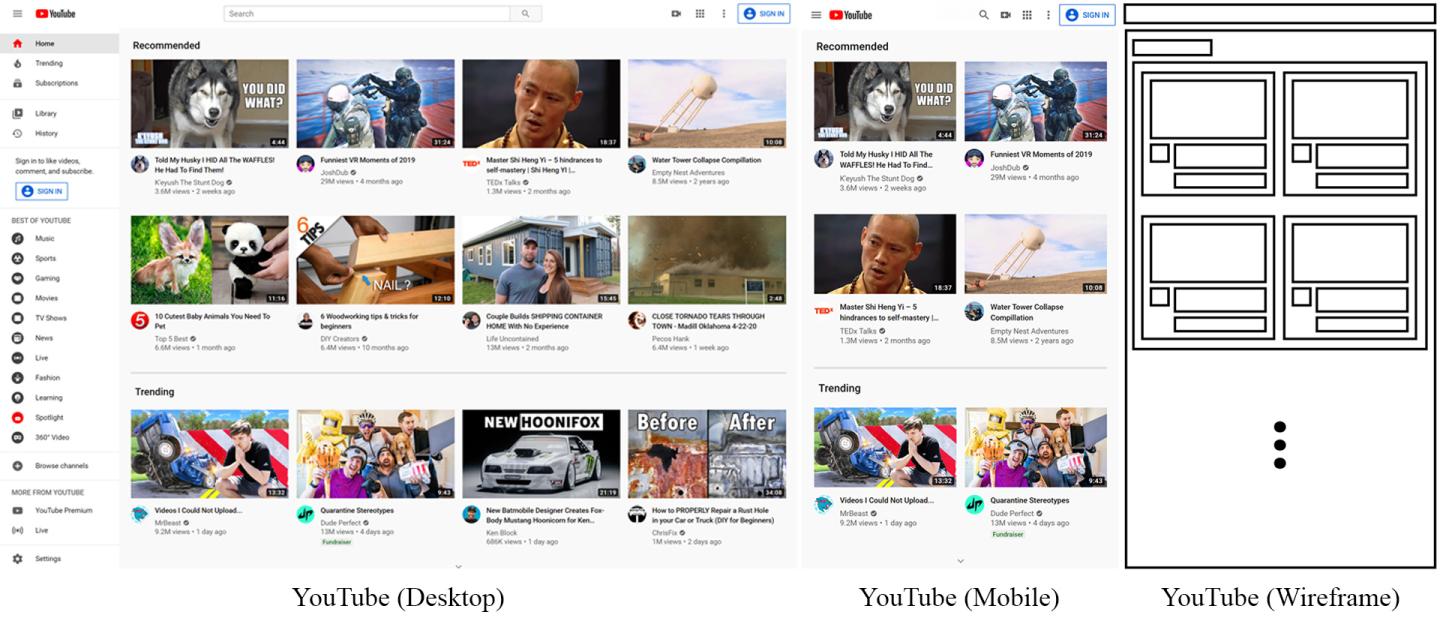 YouTube
Search
SIGN IN
Home
Trending
Subscriptions
Library
History
Sign in to like videos,
comment, and subscribe.
SIGN IN
BEST OF YOUTUBE
Music
Sports
Gaming
Movies
TV Shows
News
Live
Fashion
Learning
Spotlight
360° Video
Browse channels
MORE FROM YOUTUBE
YouTube Premium
Live
Settings
Recommended
YOU DID
WHAT?
4:44
Told My Husky I HID All The WAFFLES!
He Had To Find Them!
K'eyush The Stunt Dog
3.6M views • 2 weeks ago
31:24
Funniest VR Moments of 2019
JoshDub
29M views • 4 months ago
18:37
TEDx
Master Shi Heng Yi – 5 hindrances to
self-mastery | Shi Heng YI |...
TEDx Talks
1.3M views • 2 months ago
10:08
Water Tower Collapse Compilation
Empty Nest Adventures
8.5M views • 2 years ago
11:16
5
10 Cutest Baby Animals You Need To
Pet
Top 5 Best
6.6M views • 1 month ago
6
TIPS
NAIL ?
12:10
6 Woodworking tips & tricks for
beginners
DIY Creators
6.4M views • 10 months ago
15:45
Couple Builds SHIPPING CONTAINER
HOME With No Experience
Life Uncontained
13M views • 2 months ago
2:48
CLOSE TORNADO TEARS THROUGH
TOWN - Madill Oklahoma 4-22-20
Pecos Hank
6.4M views • 1 week ago
Trending
13:32
Videos I Could Not Upload...
MrBeast
9.2M views • 1 day ago
9:43
Quarantine Stereotypes
Dude Perfect
13M views • 4 days ago
Fundraiser
NEW HOONIFOX
21:19
New Batmobile Designer Creates Fox-
Body Mustang Hoonicorn for Ken...
Ken Block
686K views • 1 day ago
Before After
34:08
How to PROPERLY Repair a Rust Hole
in your Car or Truck (DIY for Beginners)
ChrisFix
1M views • 2 days ago
YouTube (Desktop)
YouTube
SIGN IN
Recommended
YOU DID
WHAT?
4:44
Told My Husky I HID All The
WAFFLES! He Had To Find...
K'eyush The Stunt Dog
3.6M views • 2 weeks ago
31:24
Funniest VR Moments of 2019
JoshDub
29M views • 4 months ago
18:37
TEDx
Master Shi Heng Yi – 5
hindrances to self-mastery |...
TEDx Talks
1.3M views • 2 months ago
10:08
Water Tower Collapse
Compilation
Empty Nest Adventures
8.5M views • 2 years ago
Trending
13:32
Videos I Could Not Upload...
MrBeast
9.2M views • 1 day ago
9:43
Quarantine Stereotypes
Dude Perfect
13M views • 4 days ago
Fundraiser
YouTube (Mobile)
YouTube (Wireframe)